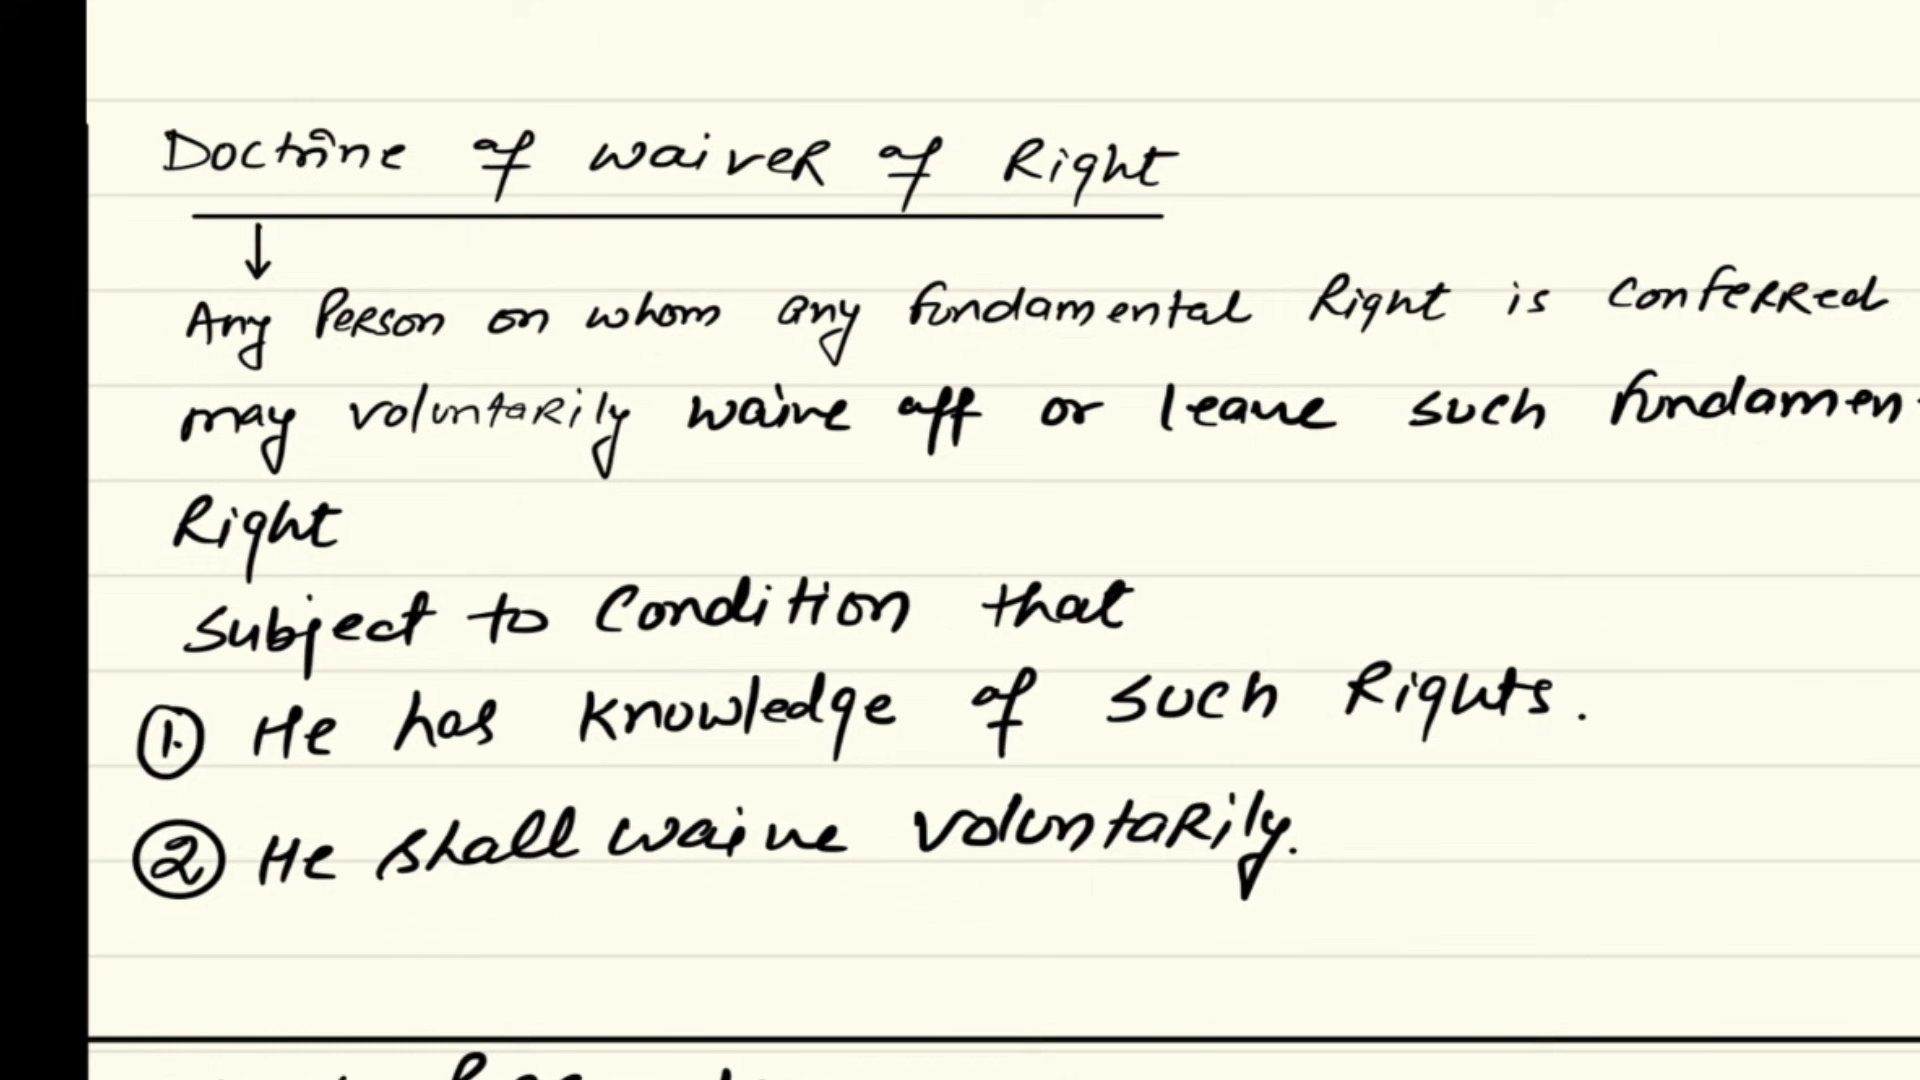 Doctrine of waiver of Right
Any Person on whom any fundamental Right is conferred
may voluntarily waive off or leave such fundamen
Right
subject to condition that
1. He has knowledge of such Rights.
2 He shall waive voluntarily.